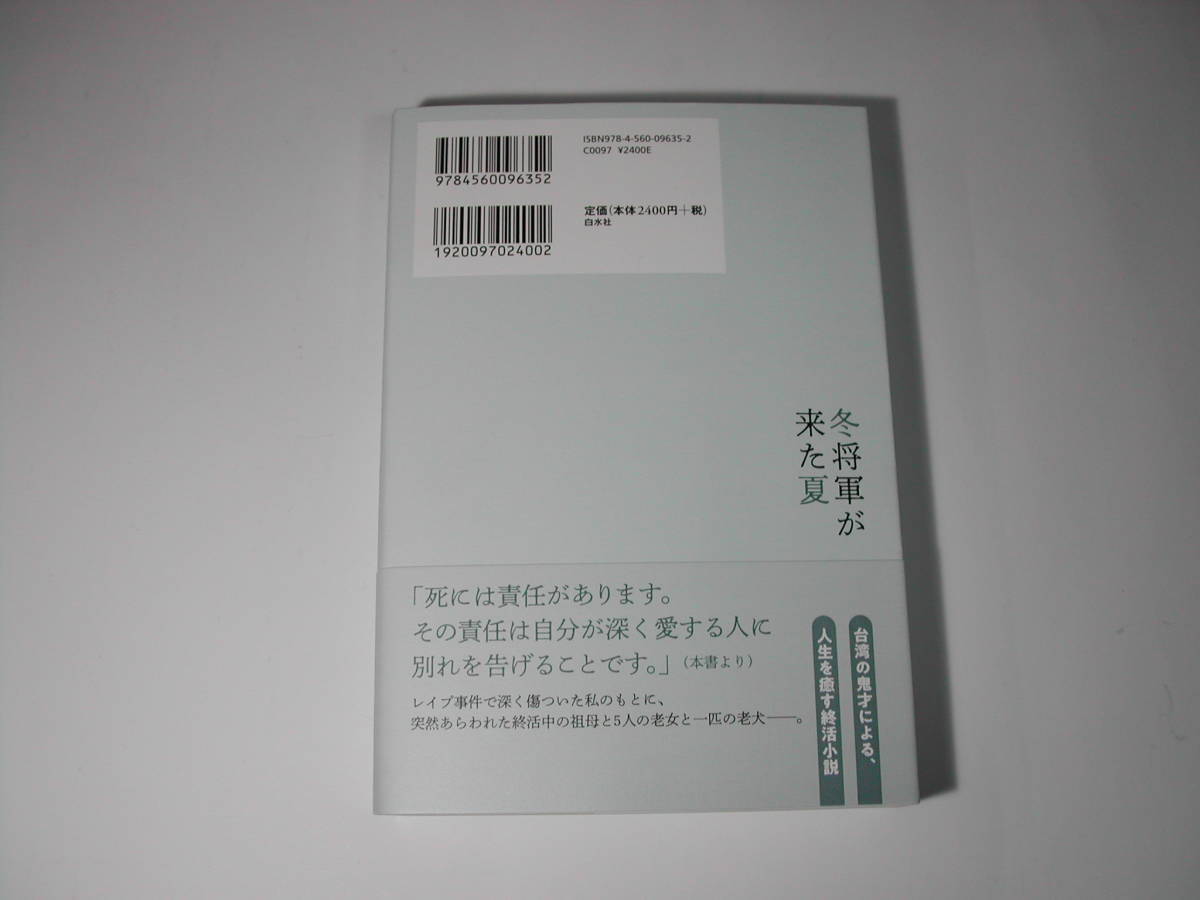 ISBN978-4-560-09635-2
C0097 ¥2400E
9784560096352
定価(本体2400円+税)
白水社
1920097024002
冬将軍が
来た夏
「死には責任があります。
その責任は自分が深く愛する人に
別れを告げることです。」(本書より)
レイプ事件で深く傷ついた私のもとに、
突然あらわれた終活中の祖母と5人の老女と一匹の老犬——。
台湾の鬼才による、
人生を癒す終活小説